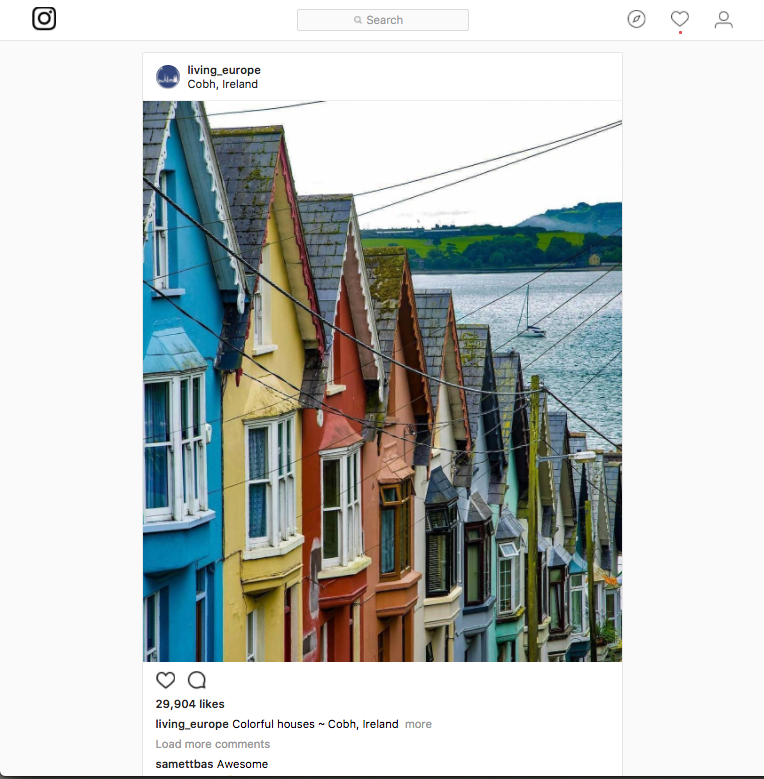 Search
living_europe
Cobh, Ireland
29,904 likes
living_europe Colorful houses ~ Cobh, Ireland more
Load more comments
samettbas Awesome